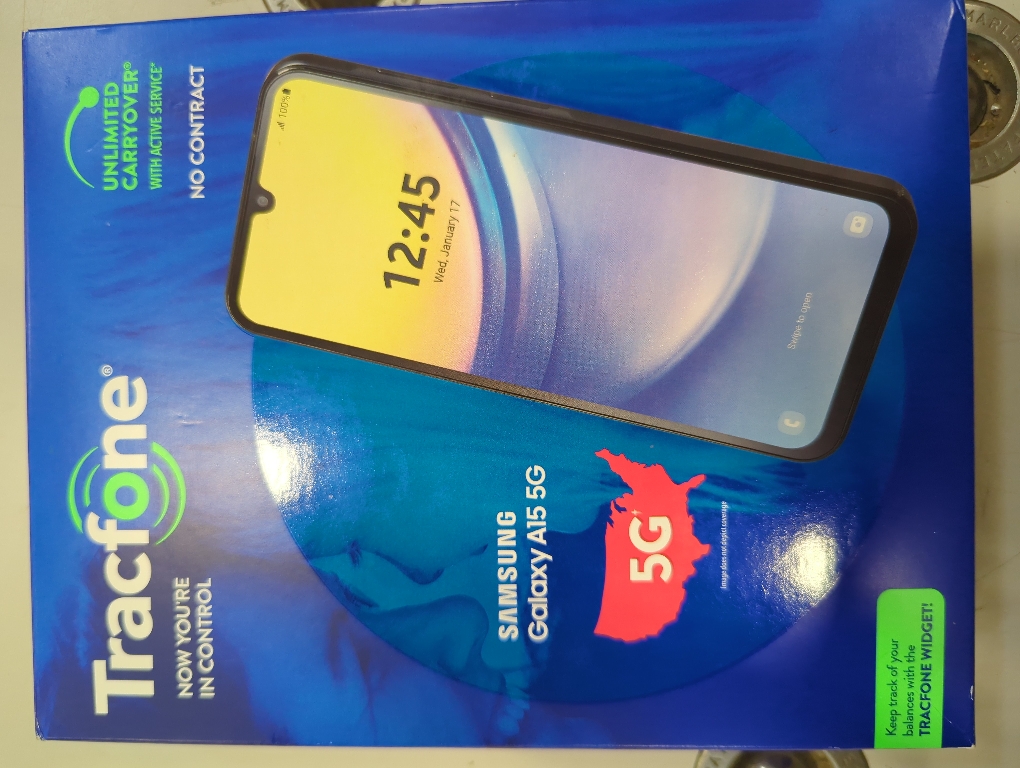 Tracfone®
NOW YOU'RE
IN CONTROL
UNLIMITED
CARRYOVER®
WITH ACTIVE SERVICE*
NO CONTRACT
100%
12:45
Wed, January 17
Swipe to open
SAMSUNG
Galaxy A15 5G
5G
Image does not depict coverage
Keep track of your
balances with the
TRACFONE WIDGET!